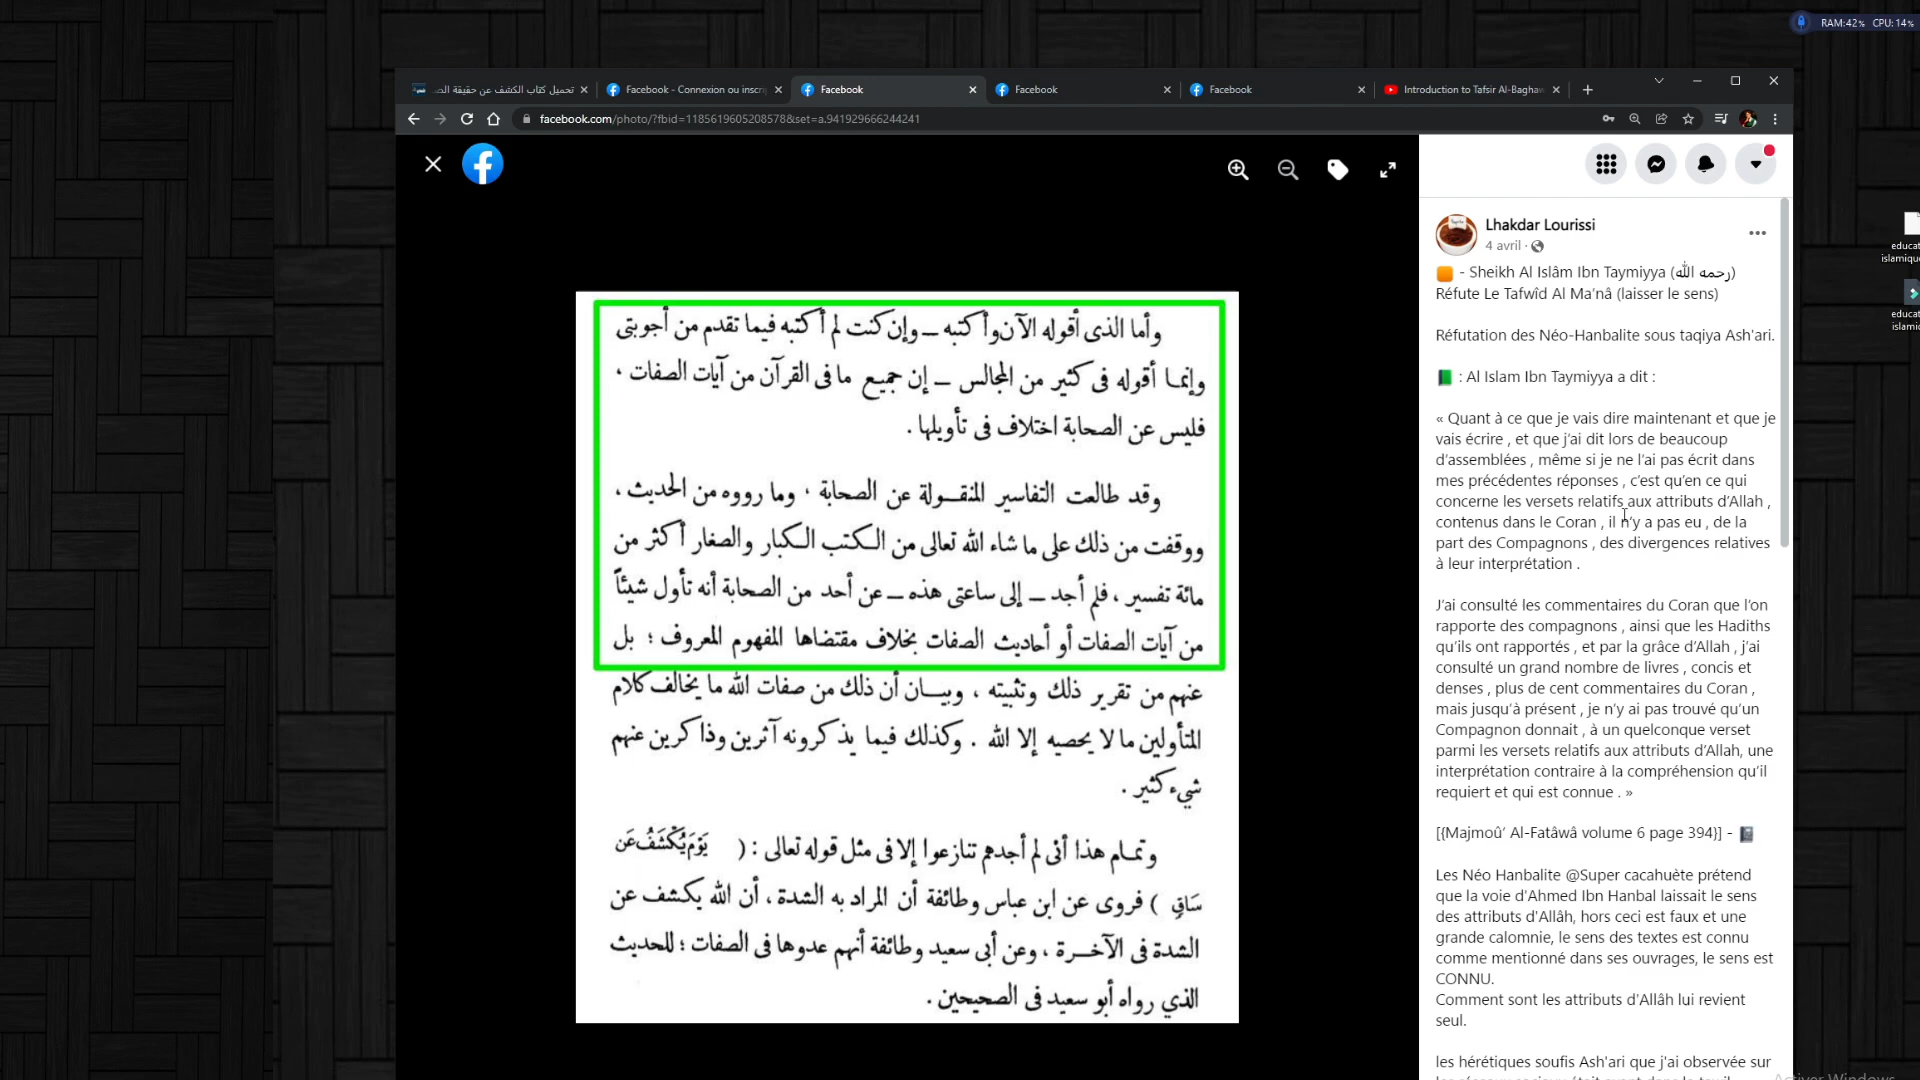 RAM:42% CPU:14%
تحميل كتاب الكشف عن حقيقة الص
Facebook - Connexion ou inscri
Facebook
Facebook
Facebook
Introduction to Tafsir Al-Baghaw
facebook.com/photo/?fbid=1185619605208578&set=a.941929666244241
وأما الذى أقوله الآن وأكتبه – وإن كنت لم أكتبه فيما تقدم من أجوبتى
وإنما أقوله فى كثير من المجالس – إن جميع ما فى القرآن من آيات الصفات ،
فليس عن الصحابة اختلاف فى تأويلها .
وقد طالعت التفاسير المنقولة عن الصحابة ، وما رووه من الحديث ،
ووقفت من ذلك على ما شاء الله تعالى من الكتب الكبار والصغار أكثر من
مائة تفسير ، فلم أجد – إلى ساعتى هذه – عن أحد من الصحابة أنه تأول شيئاً
من آيات الصفات أو أحاديث الصفات بخلاف مقتضاها المفهوم المعروف ؛ بل
عنهم من تقرير ذلك وتثبيته ، وبيان أن ذلك من صفات الله ما يخالف كلام
المتأولين ما لا يحصيه إلا الله . وكذلك فيما يذكرونه آثرين وذاكرين عنهم
شيء كثير .
وتمام هذا أنى لم أجدهم تنازعوا إلا فى مثل قوله تعالى : ( يَوْمَ يُكْشَفُ عَن
سَاقٍ ) فروى عن ابن عباس وطائفة أن المراد به الشدة ، أن الله يكشف عن
الشدة فى الآخرة ، وعن أبى سعيد وطائفة أنهم عدوها فى الصفات ؛ للحديث
الذي رواه أبو سعيد فى الصحيحين .
Lhakdar Lourissi
4 avril ·
- Sheikh Al Islâm Ibn Taymiyya (رحمه الله)
Réfute Le Tafwîd Al Ma’nâ (laisser le sens)
Réfutation des Néo-Hanbalite sous taqiya Ash'ari.
: Al Islam Ibn Taymiyya a dit :
« Quant à ce que je vais dire maintenant et que je
vais écrire , et que j’ai dit lors de beaucoup
d’assemblées , même si je ne l’ai pas écrit dans
mes précédentes réponses , c’est qu’en ce qui
concerne les versets relatifs aux attributs d’Allah ,
contenus dans le Coran , il n’y a pas eu , de la
part des Compagnons , des divergences relatives
à leur interprétation .
J’ai consulté les commentaires du Coran que l’on
rapporte des compagnons , ainsi que les Hadiths
qu’ils ont rapportés , et par la grâce d’Allah , j’ai
consulté un grand nombre de livres , concis et
denses , plus de cent commentaires du Coran ,
mais jusqu’à présent , je n’y ai pas trouvé qu’un
Compagnon donnait , à un quelconque verset
parmi les versets relatifs aux attributs d’Allah, une
interprétation contraire à la compréhension qu’il
requiert et qui est connue . »
[{Majmoû’ Al-Fatâwâ volume 6 page 394}] -
Les Néo Hanbalite @Super cacahuète prétend
que la voie d'Ahmed Ibn Hanbal laissait le sens
des attributs d'Allâh, hors ceci est faux et une
grande calomnie, le sens des textes est connu
comme mentionné dans ses ouvrages, le sens est
CONNU.
Comment sont les attributs d'Allâh lui revient
seul.
les hérétiques soufis Ash'ari que j'ai observée sur
educat
islamiqu
educat
islami